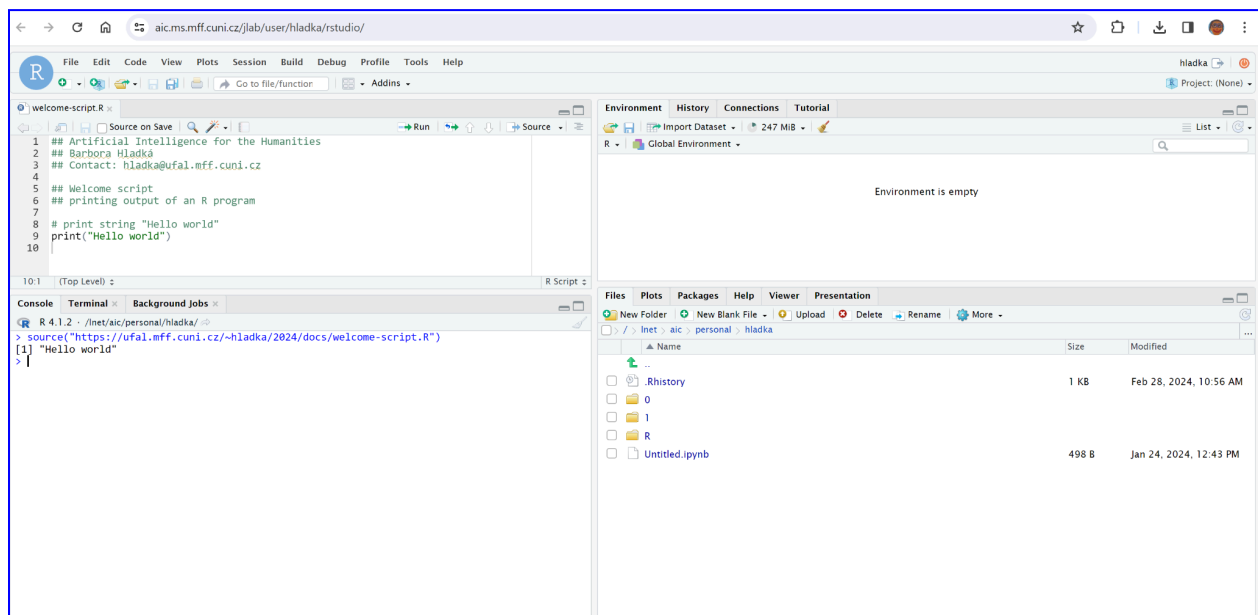 aic.ms.mff.cuni.cz/jlab/user/hladka/rstudio/
R File Edit Code View Plots Session Build Debug Profile Tools Help hladka
Go to file/function Addins Project: (None)
welcome-script.R
Source on Save Run Source
1 ## Artificial Intelligence for the Humanities
2 ## Barbora Hladká
3 ## Contact: hladka@ufal.mff.cuni.cz
4
5 ## Welcome script
6 ## printing output of an R program
7
8 # print string "Hello world"
9 print("Hello world")
10
10:1 (Top Level) R Script
Console Terminal Background Jobs
R R 4.1.2 · /lnet/aic/personal/hladka/
> source("https://ufal.mff.cuni.cz/~hladka/2024/docs/welcome-script.R")
[1] "Hello world"
>
Environment History Connections Tutorial
Import Dataset 247 MiB List
R Global Environment
Environment is empty
Files Plots Packages Help Viewer Presentation
New Folder New Blank File Upload Delete Rename More
/ > lnet > aic > personal > hladka ...
Name Size Modified
..
.Rhistory 1 KB Feb 28, 2024, 10:56 AM
0
1
R
Untitled.ipynb 498 B Jan 24, 2024, 12:43 PM